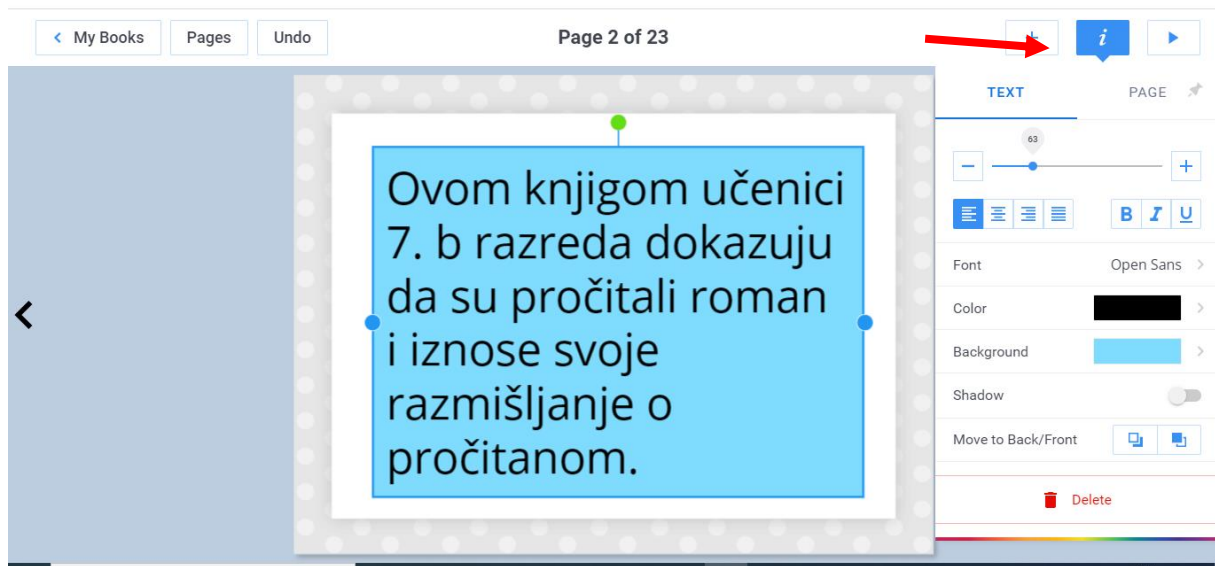 My Books Pages Undo Page 2 of 23 + i
TEXT PAGE
63
Ovom knjigom učenici
7. b razreda dokazuju
da su pročitali roman
i iznose svoje
razmišljanje o
pročitanom.
B I U
Font Open Sans
Color
Background
Shadow
Move to Back/Front
Delete